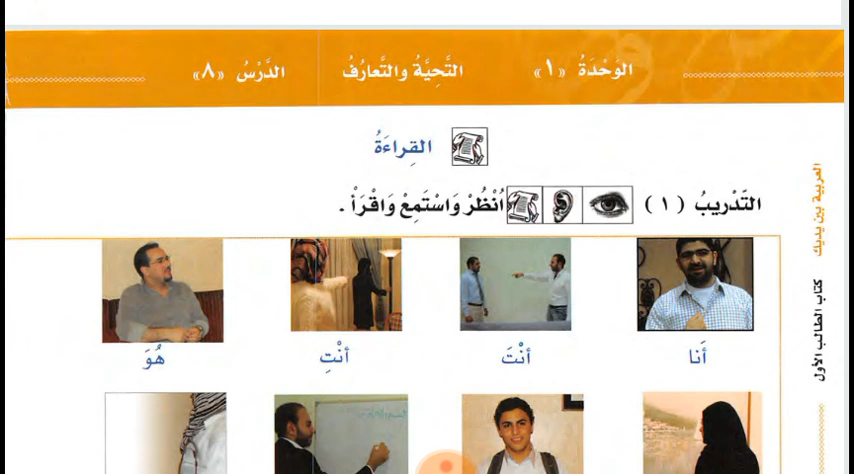 الوَحْدَةُ «١» التَّحِيَّةُ والتَّعارُفُ الدَّرْسُ «٨»
القِراءَةُ
التَّدْرِيبُ ( ١ ) اُنْظُرْ وَاسْتَمِعْ وَاقْرَأْ .
أَنا أَنْتَ أَنْتِ هُوَ
العربية بين يديك كتاب الطالب الأول